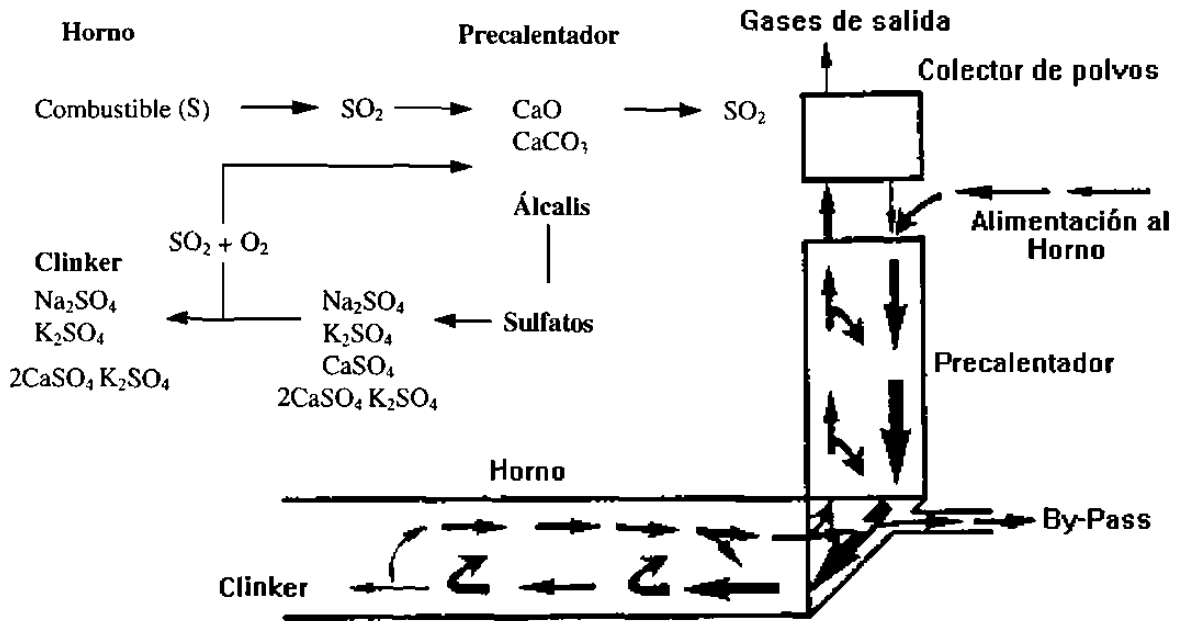 Horno
Precalentador
Gases de salida
Colector de polvos
Combustible (S)
SO₂
CaO
SO₂
CaCO₃
Álcalis
Alimentación al
Horno
SO₂ + O₂
Clinker
Na₂SO₄
K₂SO₄
2CaSO₄ K₂SO₄
Na₂SO₄
K₂SO₄
CaSO₄
2CaSO₄ K₂SO₄
Sulfatos
Precalentador
Horno
By-Pass
Clinker